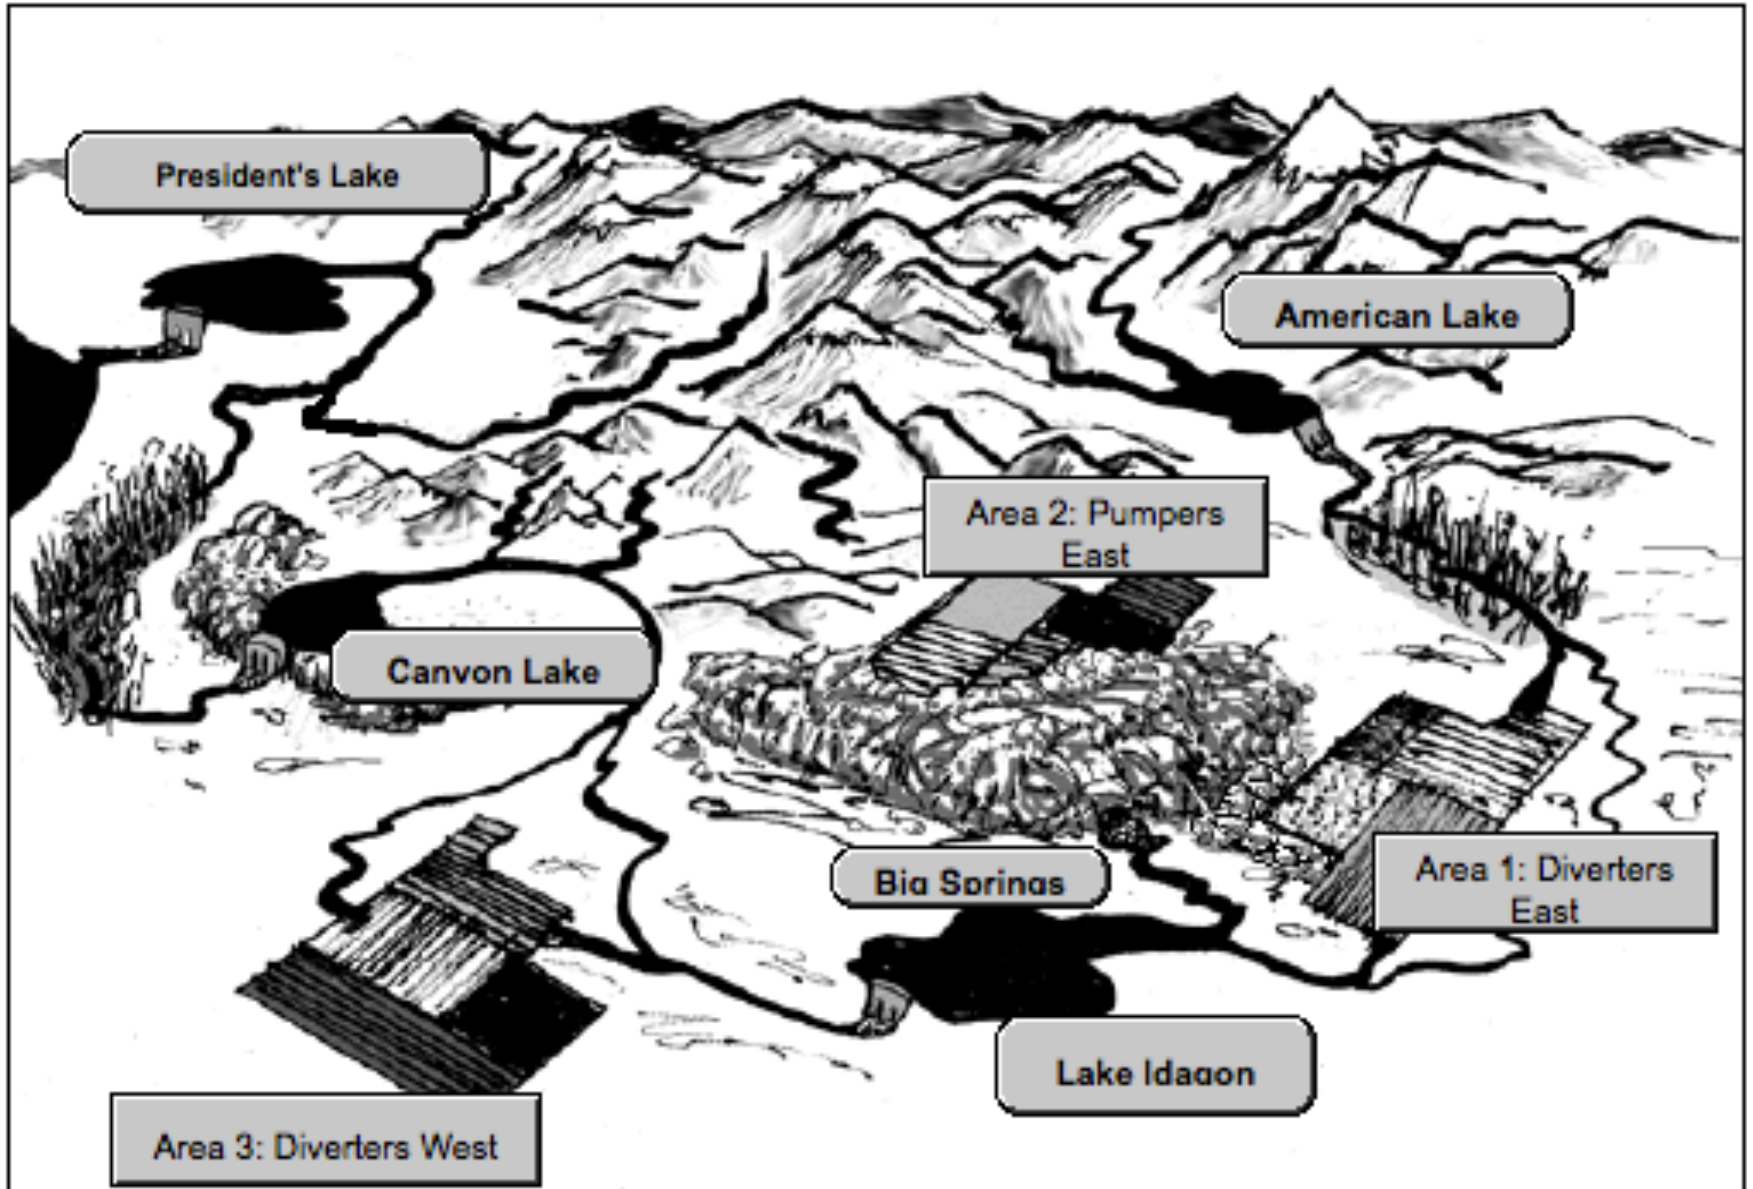 President's Lake
American Lake
Area 2: Pumpers
East
Canyon Lake
Big Springs
Area 1: Diverters
East
Lake Idagon
Area 3: Diverters West